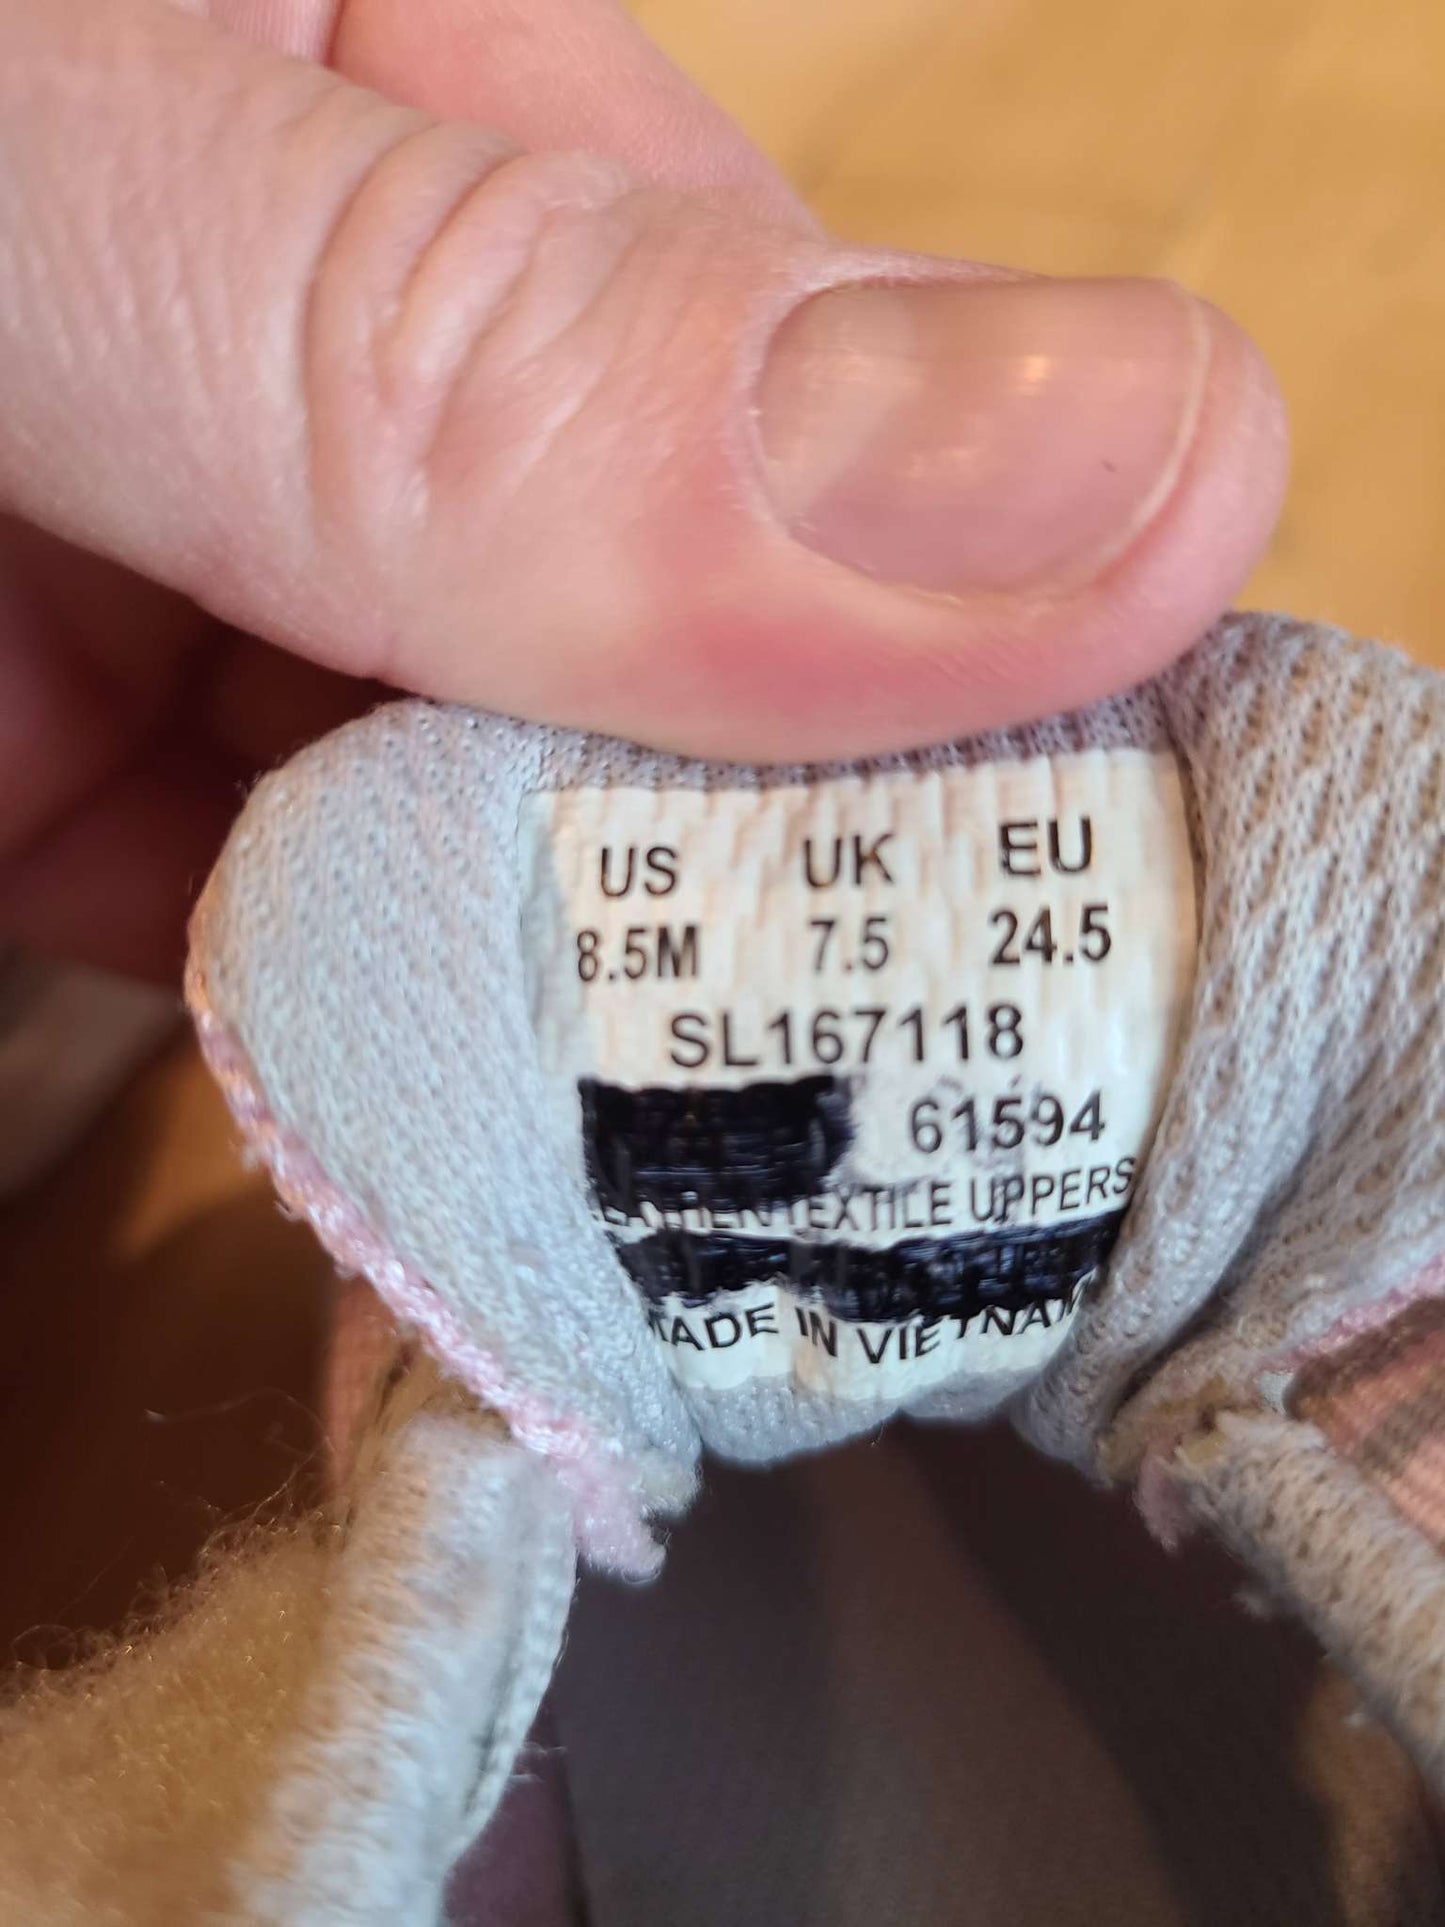 US UK EU
8.5M 7.5 24.5
SL167118
61594
TEXTILE UPPERS
MADE IN VIETNAM